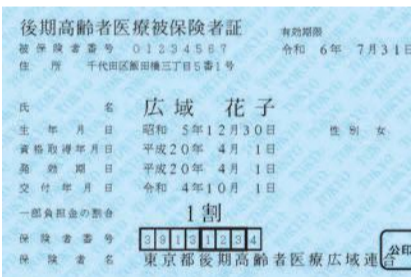 後期高齢者医療被保険者証
有効期限
被保険者番号 01234567
令和 6年 7月31日
住所 千代田区飯田橋三丁目5番1号
氏名 広域 花子
生年月日 昭和 5年12月30日 性別 女
資格取得年月日 平成20年 4月 1日
発効期日 平成20年 4月 1日
交付年月日 令和 4年10月 1日
一部負担金の割合 1割
保険者番号 39131234
保険者名 東京都後期高齢者医療広域連合
公印